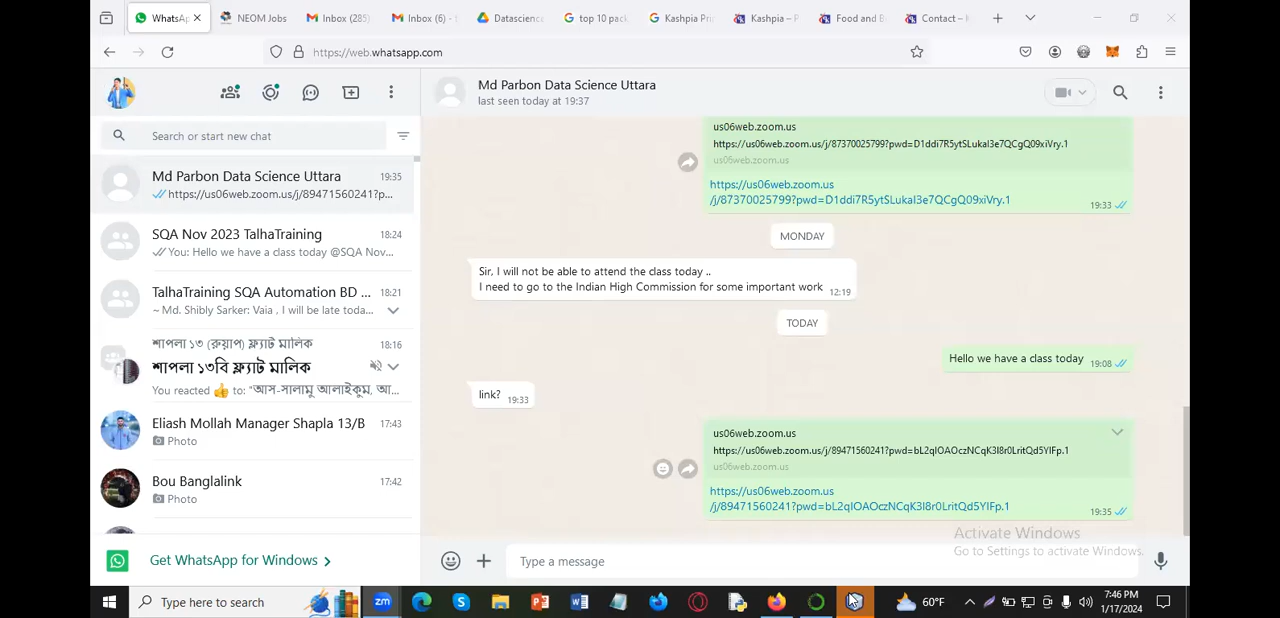 WhatsAp
NEOM Jobs
Inbox (285)
Inbox (6) -
Datascienc
top 10 pack
Kashpia Pri
Kashpia – P
Food and B
Contact –
https://web.whatsapp.com
Md Parbon Data Science Uttara
last seen today at 19:37
Search or start new chat
Md Parbon Data Science Uttara
19:35
https://us06web.zoom.us/j/89471560241?p...
SQA Nov 2023 TalhaTraining
18:24
You: Hello we have a class today @SQA Nov...
TalhaTraining SQA Automation BD ...
18:21
~ Md. Shibly Sarker: Vaia , I will be late toda...
শাপলা ১৩ (রুয়াপ) ফ্ল্যাট মালিক
18:16
শাপলা ১৩বি ফ্ল্যাট মালিক
You reacted 👍 to: "আস-সালামু আলাইকুম, আ...
Eliash Mollah Manager Shapla 13/B
17:43
Photo
Bou Banglalink
17:42
Photo
Get WhatsApp for Windows
us06web.zoom.us
https://us06web.zoom.us/j/87370025799?pwd=D1ddi7R5ytSLukaI3e7QCgQ09xiVry.1
us06web.zoom.us
https://us06web.zoom.us
/j/87370025799?pwd=D1ddi7R5ytSLukaI3e7QCgQ09xiVry.1
19:33
MONDAY
Sir, I will not be able to attend the class today ..
I need to go to the Indian High Commission for some important work
12:19
TODAY
Hello we have a class today
19:08
link?
19:33
us06web.zoom.us
https://us06web.zoom.us/j/89471560241?pwd=bL2qIOAOczNCqK3I8r0LritQd5YIFp.1
us06web.zoom.us
https://us06web.zoom.us
/j/89471560241?pwd=bL2qIOAOczNCqK3I8r0LritQd5YIFp.1
19:35
Activate Windows
Go to Settings to activate Windows.
Type a message
Type here to search
zm
60°F
7:46 PM
1/17/2024